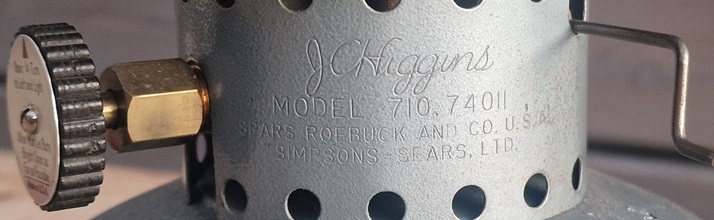 JCHiggins
MODEL 710.74011
SEARS ROEBUCK AND CO. U.S.A.
SIMPSONS-SEARS, LTD.